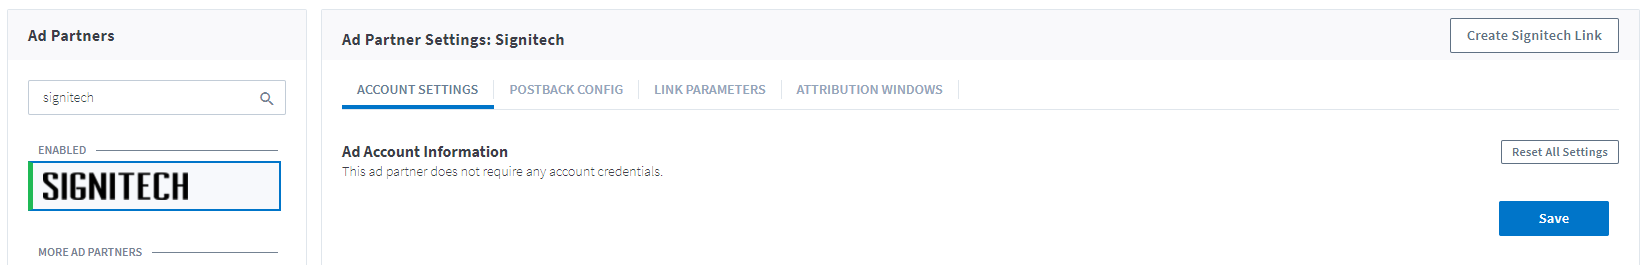 Ad Partners
signitech
ENABLED
SIGNITECH
MORE AD PARTNERS
Ad Partner Settings: Signitech
Create Signitech Link
ACCOUNT SETTINGS POSTBACK CONFIG LINK PARAMETERS ATTRIBUTION WINDOWS
Ad Account Information
Reset All Settings
This ad partner does not require any account credentials.
Save